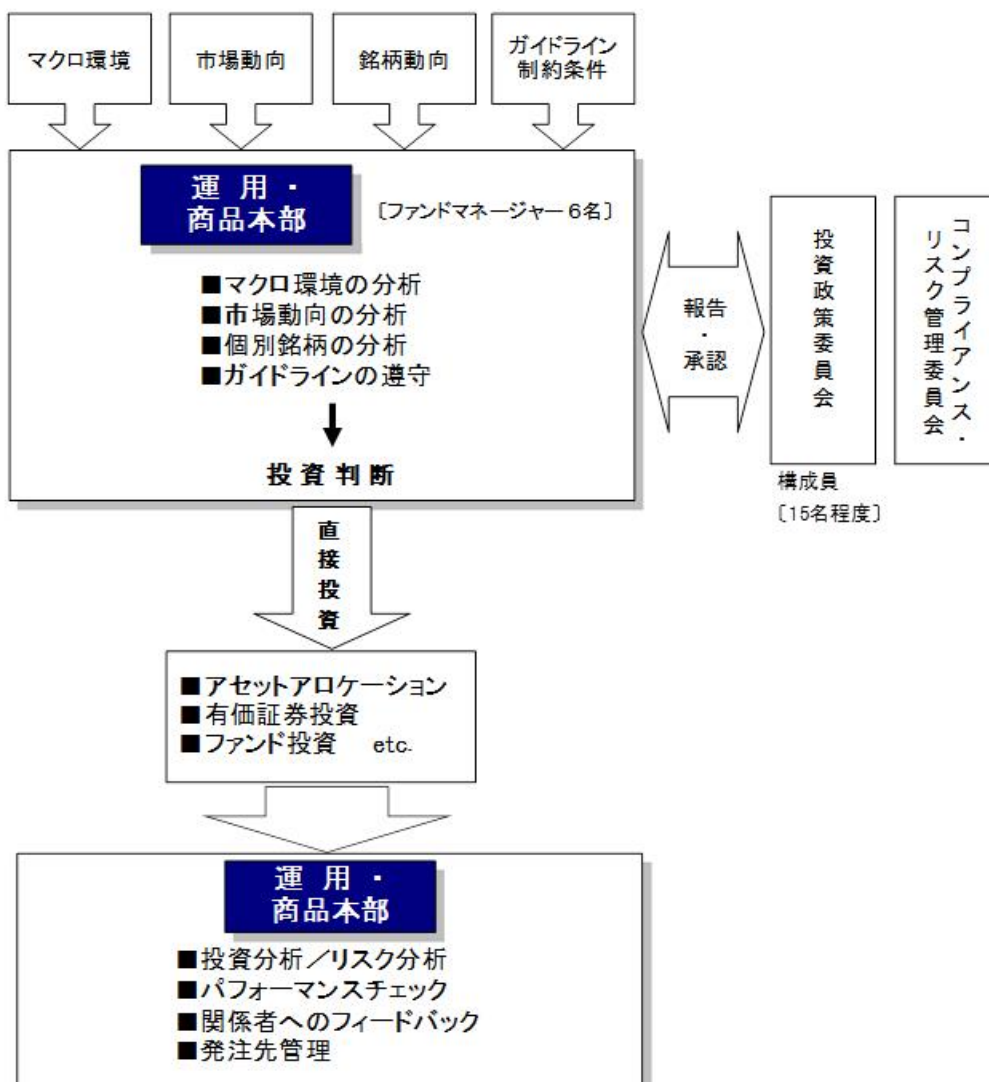 マクロ環境
市場動向
銘柄動向
ガイドライン
制約条件
運 用 ・
商品本部
〔ファンドマネージャー6名〕
■マクロ環境の分析
■市場動向の分析
■個別銘柄の分析
■ガイドラインの遵守
投資判断
報告
・
承認
投資政策委員会
コンプライアンス・
リスク管理委員会
構成員
〔15名程度〕
直接投資
■アセットアロケーション
■有価証券投資
■ファンド投資　etc.
運 用 ・
商品本部
■投資分析／リスク分析
■パフォーマンスチェック
■関係者へのフィードバック
■発注先管理